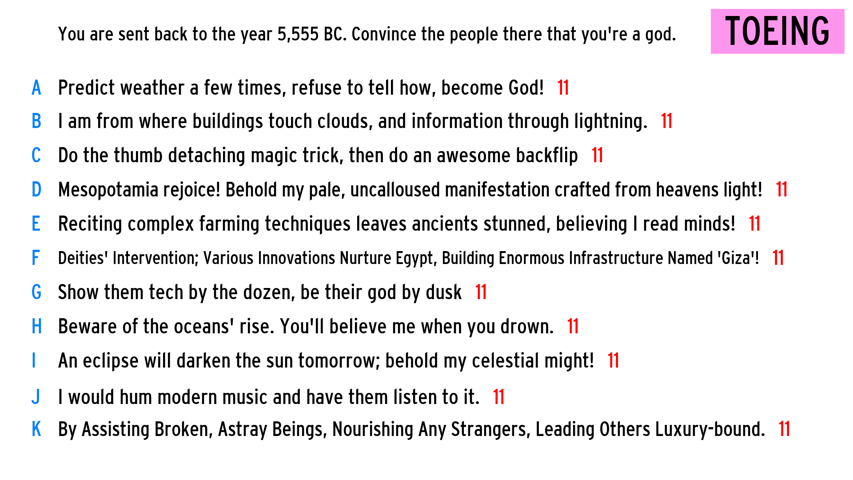 You are sent back to the year 5,555 BC. Convince the people there that you're a god.
TOEING
A Predict weather a few times, refuse to tell how, become God! 11
B I am from where buildings touch clouds, and information through lightning. 11
C Do the thumb detaching magic trick, then do an awesome backflip 11
D Mesopotamia rejoice! Behold my pale, uncalloused manifestation crafted from heavens light! 11
E Reciting complex farming techniques leaves ancients stunned, believing I read minds! 11
F Deities' Intervention; Various Innovations Nurture Egypt, Building Enormous Infrastructure Named 'Giza'! 11
G Show them tech by the dozen, be their god by dusk 11
H Beware of the oceans' rise. You'll believe me when you drown. 11
I An eclipse will darken the sun tomorrow; behold my celestial might! 11
J I would hum modern music and have them listen to it. 11
K By Assisting Broken, Astray Beings, Nourishing Any Strangers, Leading Others Luxury-bound. 11